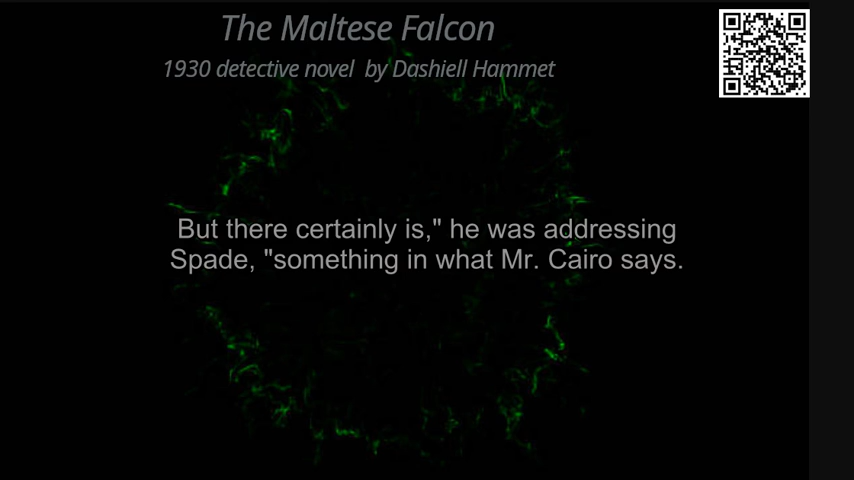 The Maltese Falcon
1930 detective novel by Dashiell Hammet
But there certainly is," he was addressing
Spade, "something in what Mr. Cairo says.